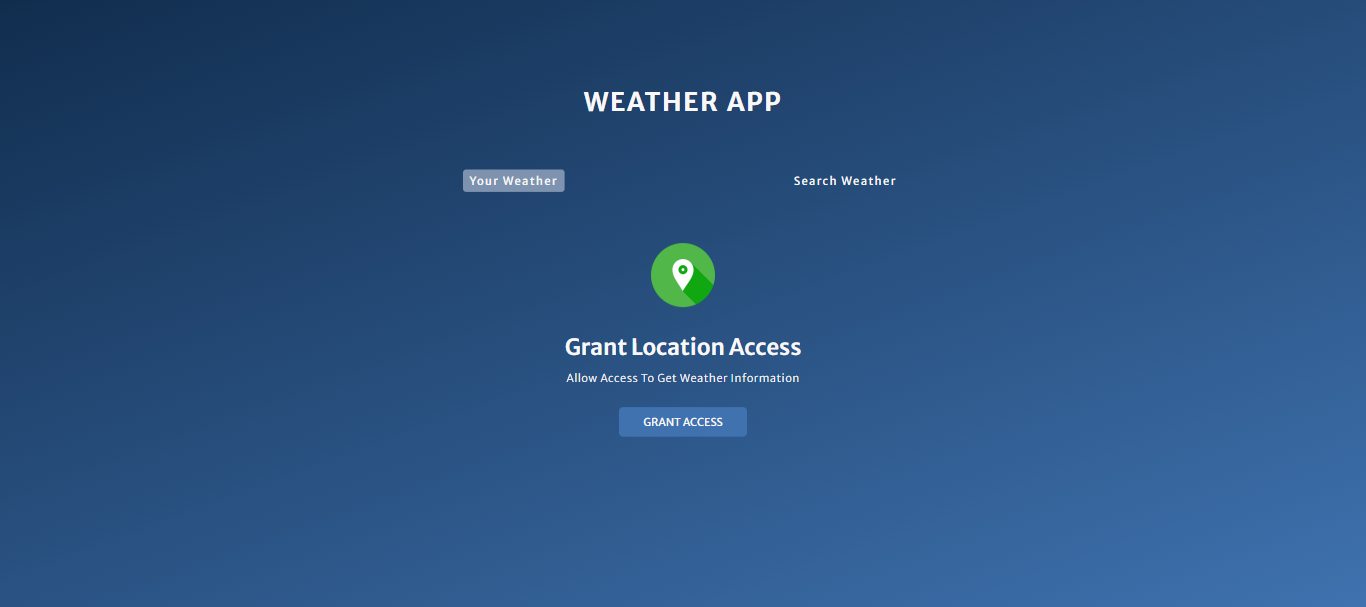 WEATHER APP
Your Weather
Search Weather
Grant Location Access
Allow Access To Get Weather Information
GRANT ACCESS